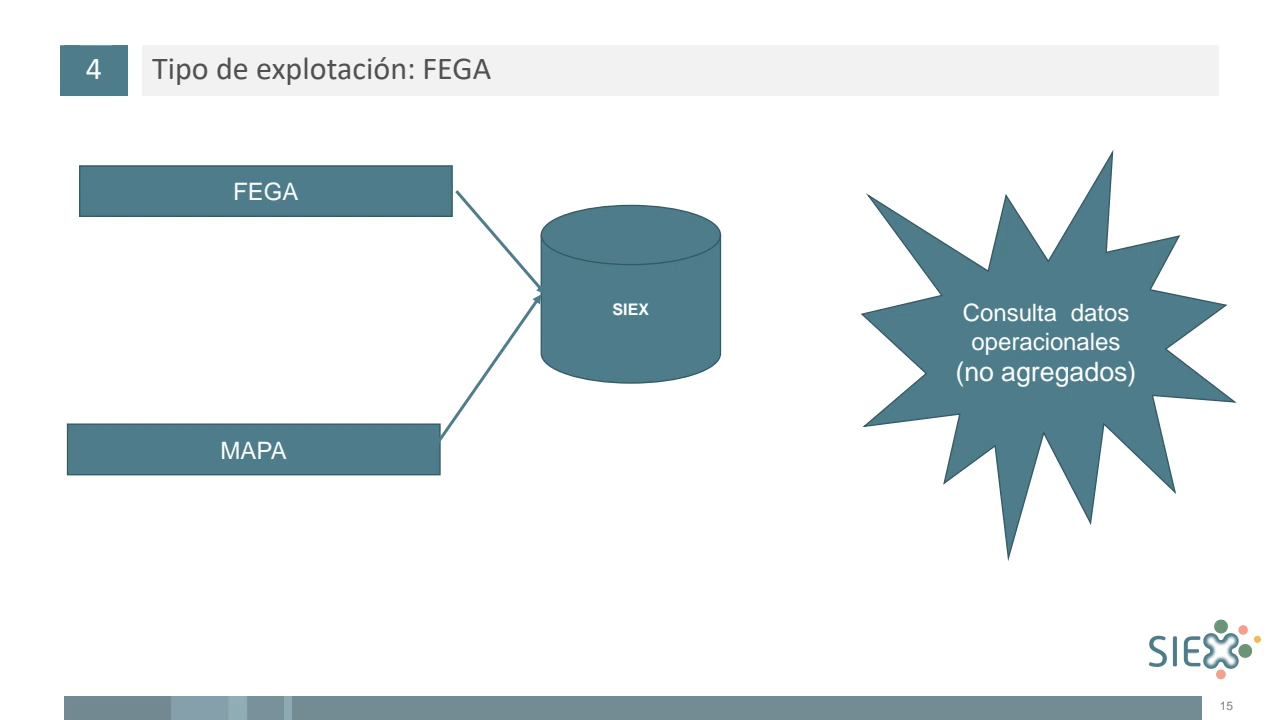 4
Tipo de explotación: FEGA
FEGA
SIEX
MAPA
Consulta  datos
operacionales
(no agregados)
SIEX
15